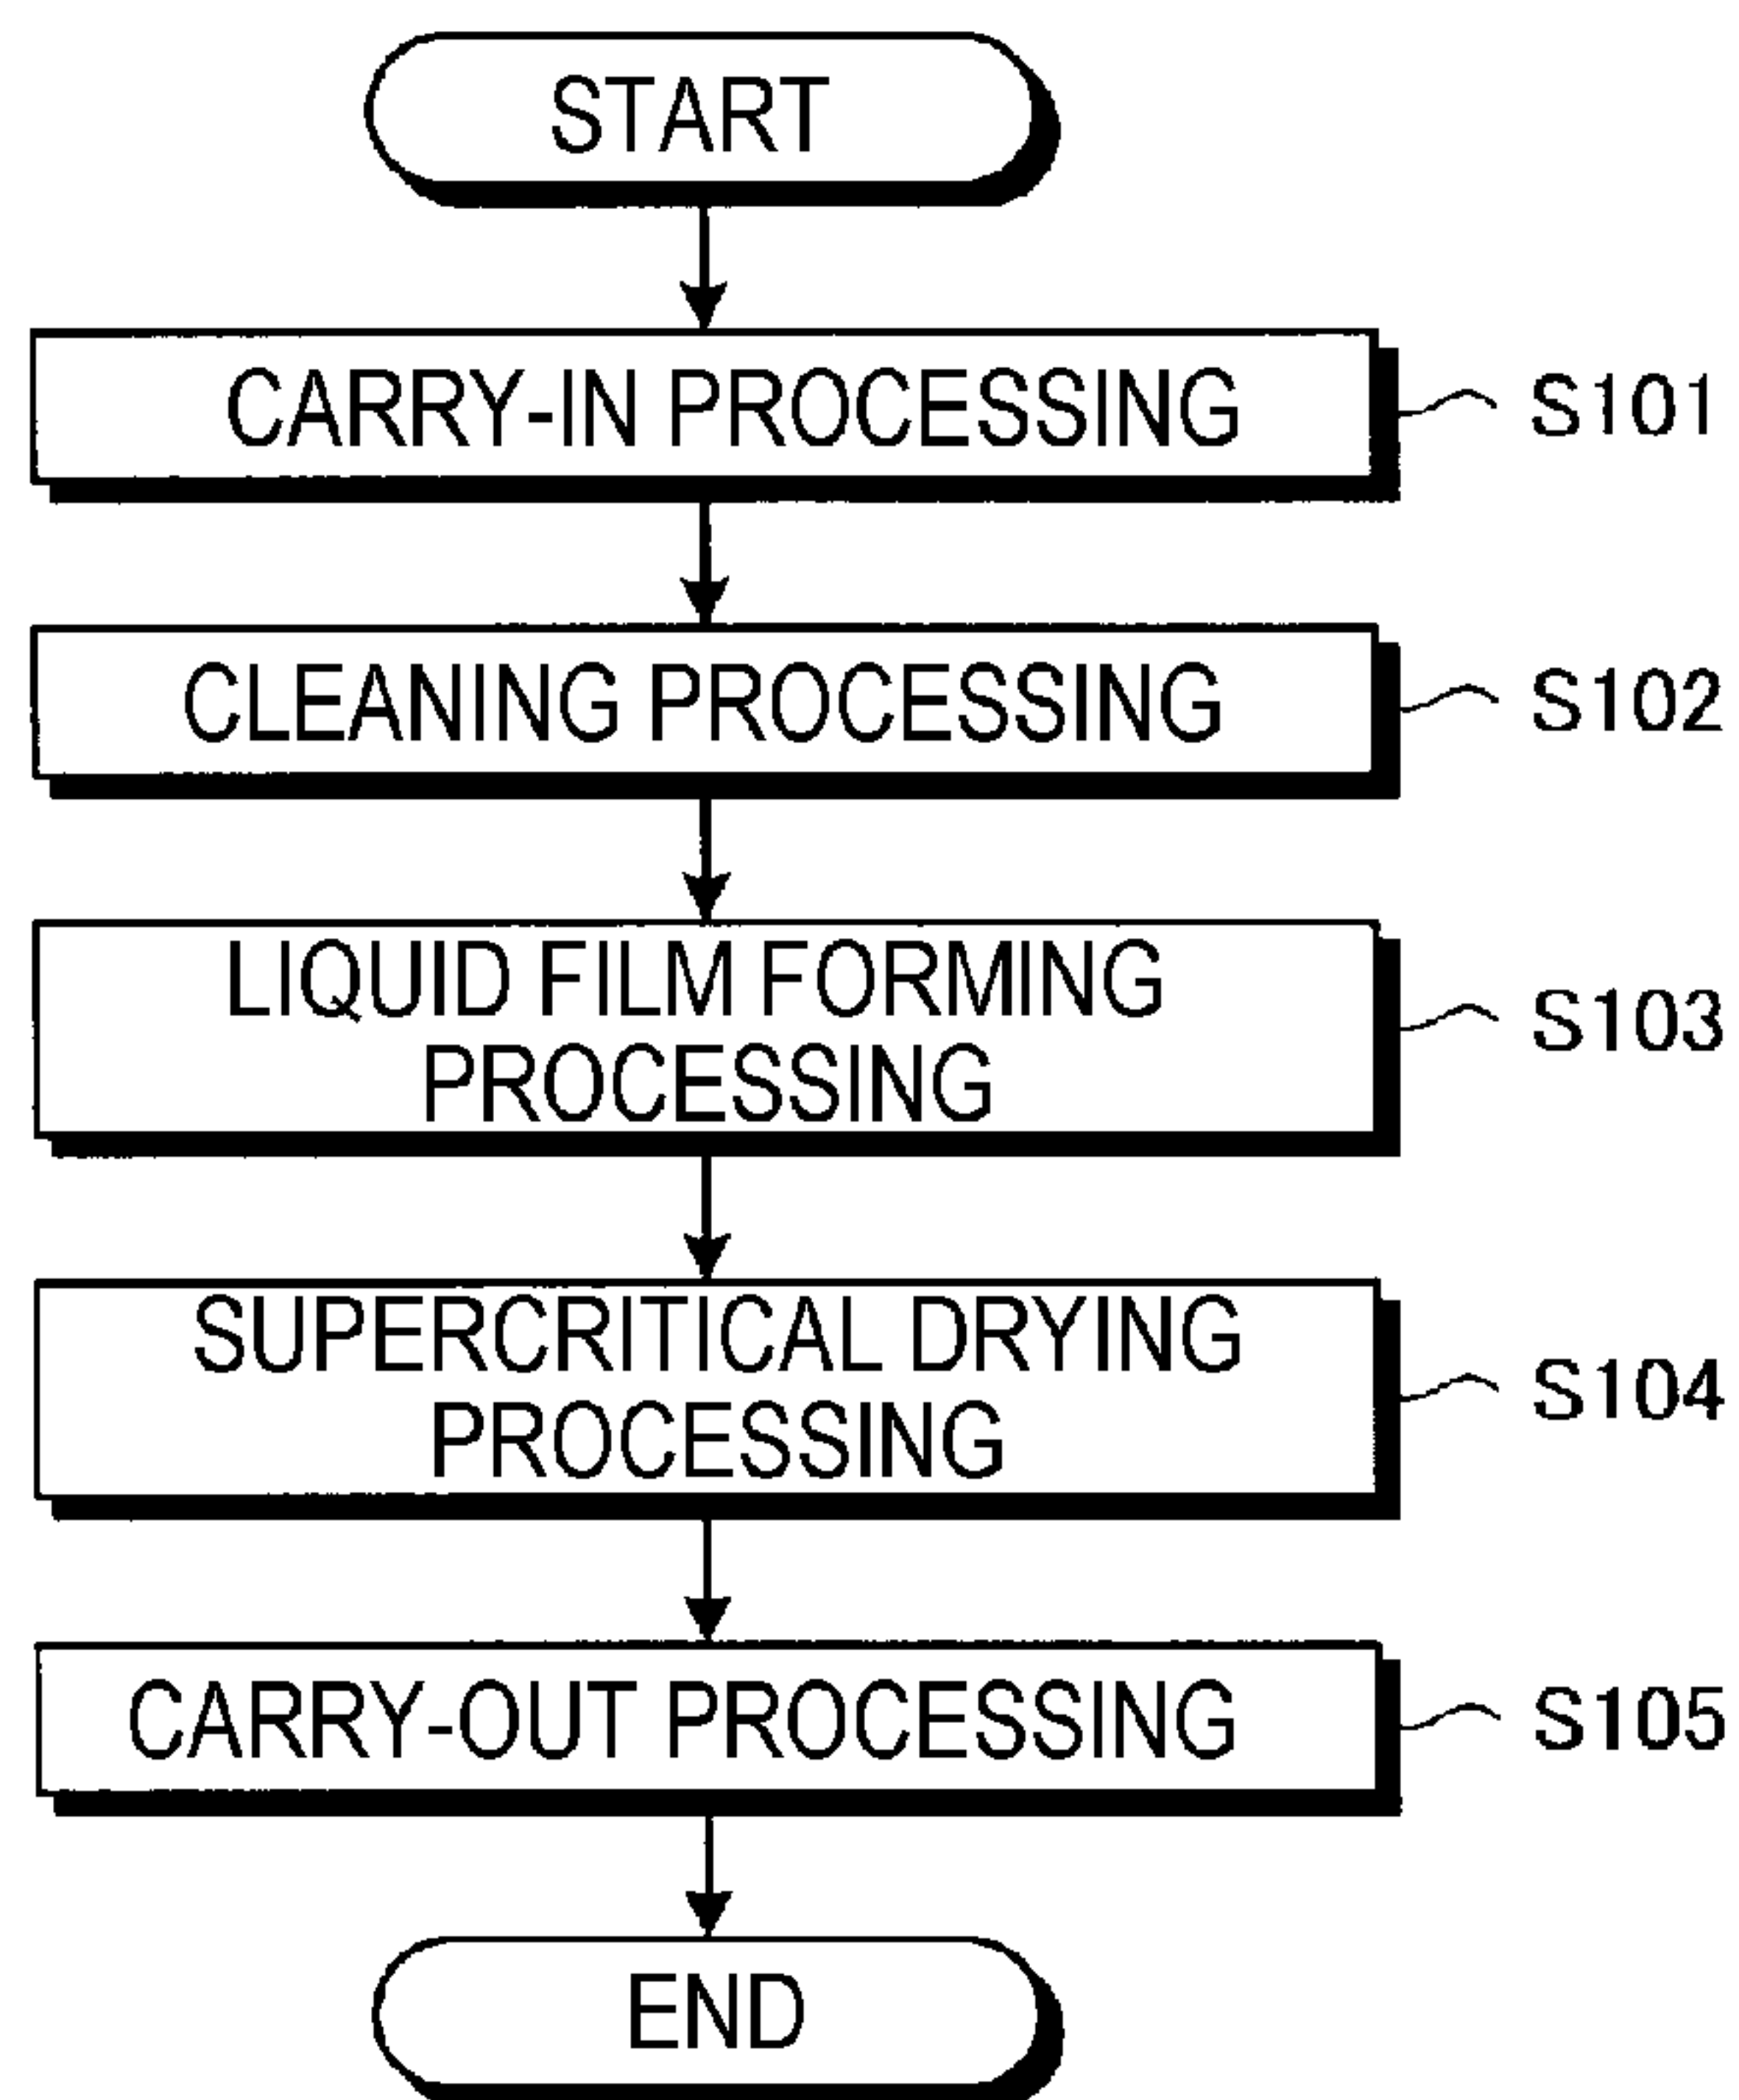 START
CARRY-IN PROCESSING
S101
CLEANING PROCESSING
S102
LIQUID FILM FORMING
PROCESSING
S103
SUPERCRITICAL DRYING
PROCESSING
S104
CARRY-OUT PROCESSING
S105
END